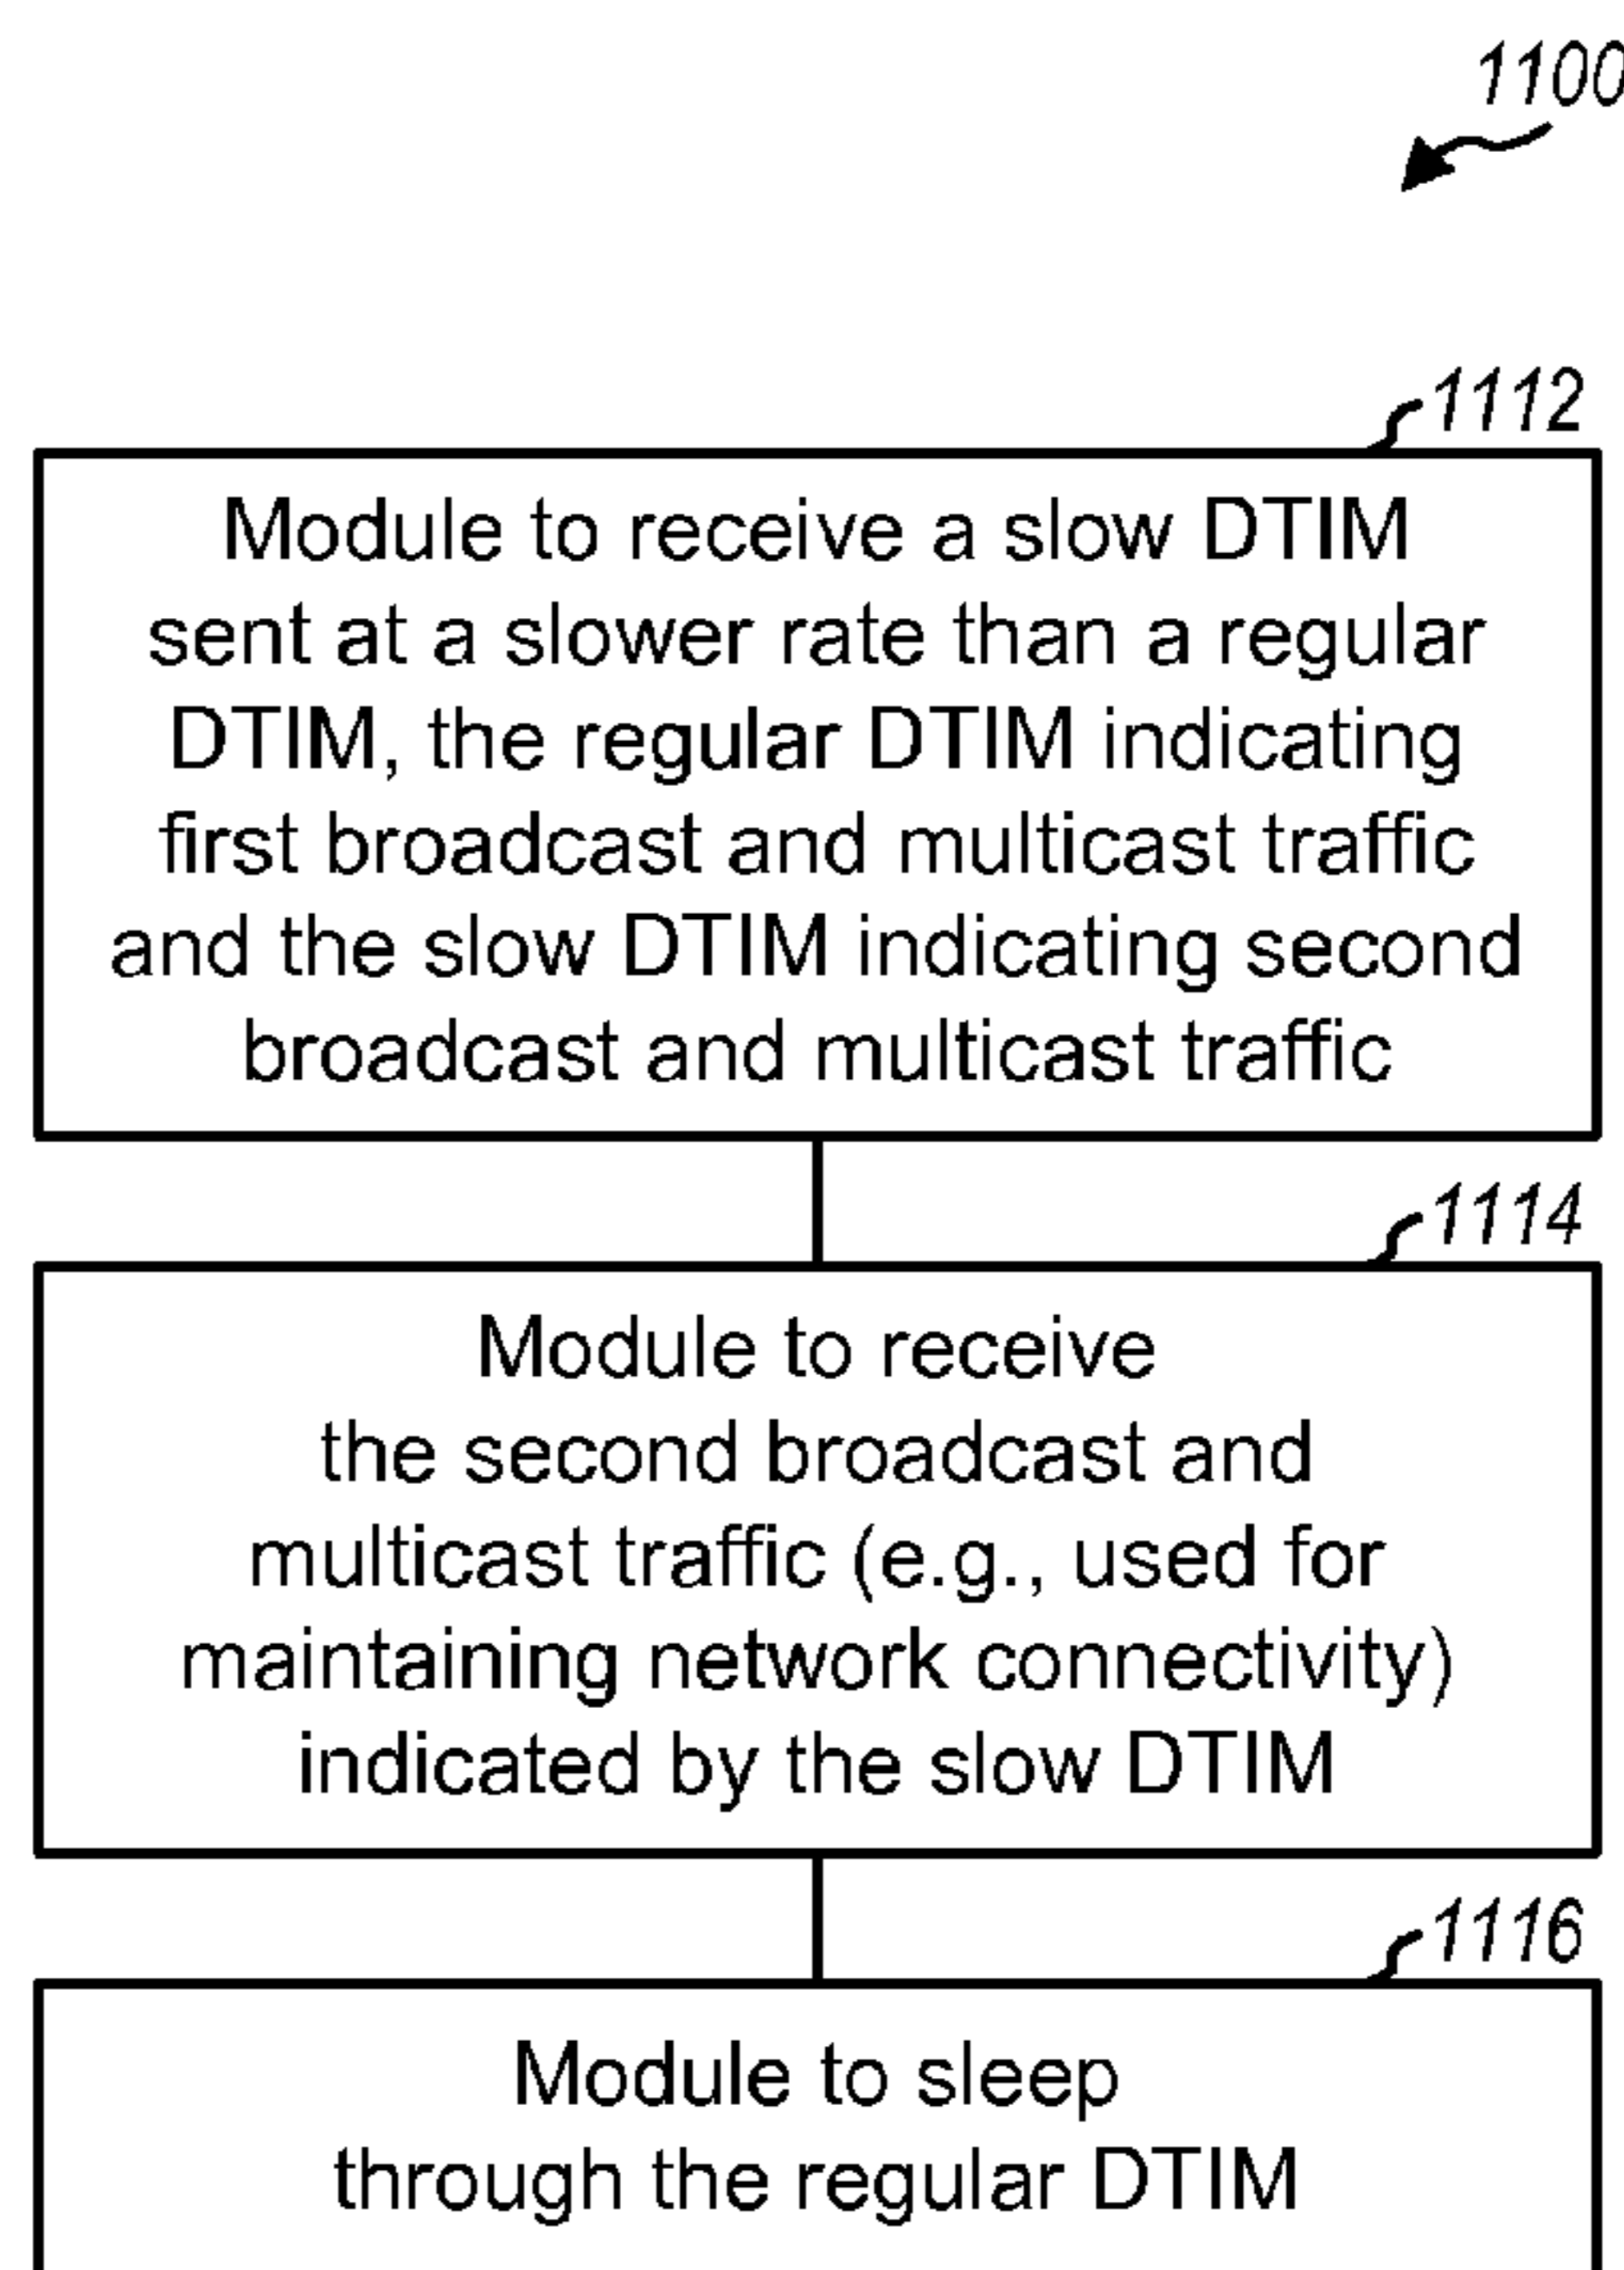 1100
1112
Module to receive a slow DTIM
sent at a slower rate than a regular
DTIM, the regular DTIM indicating
first broadcast and multicast traffic
and the slow DTIM indicating second
broadcast and multicast traffic
1114
Module to receive
the second broadcast and
multicast traffic (e.g., used for
maintaining network connectivity)
indicated by the slow DTIM
1116
Module to sleep
through the regular DTIM